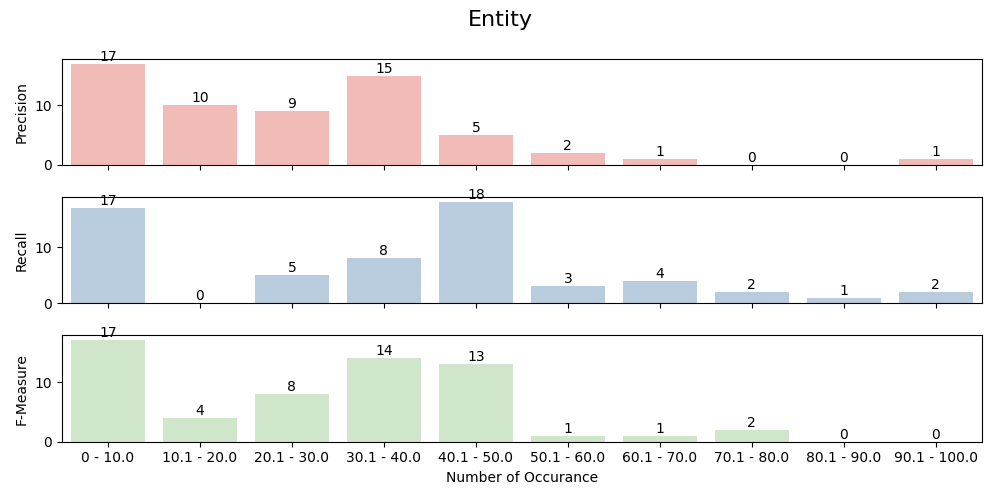 Entity
Precision
10
0
17
10
9
15
5
2
1
0
0
1
Recall
10
0
17
0
5
8
18
3
4
2
1
2
F-Measure
10
0
17
4
8
14
13
1
1
2
0
0
0 - 10.0
10.1 - 20.0
20.1 - 30.0
30.1 - 40.0
40.1 - 50.0
50.1 - 60.0
60.1 - 70.0
70.1 - 80.0
80.1 - 90.0
90.1 - 100.0
Number of Occurance